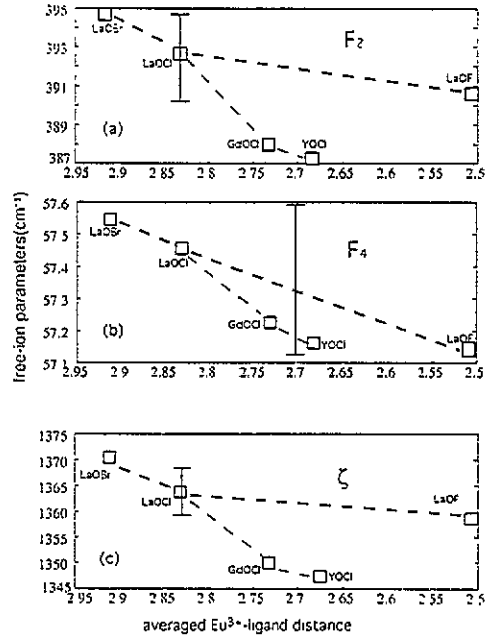 free-ion parameters(cm⁻¹)
395
393
391
389
387
LaOBr
LaOCl
GdOCl
YOCl
LaOF
F₂
(a)
2.95 2.9 2.85 2.8 2.75 2.7 2.65 2.6 2.55 2.5
57.6
57.5
57.4
57.3
57.2
57.1
LaOBr
LaOCl
GdOCl
YOCl
LaOF
F₄
(b)
2.95 2.9 2.85 2.8 2.75 2.7 2.65 2.6 2.55 2.5
1375
1370
1365
1360
1355
1350
1345
LaOBr
LaOCl
GdOCl
YOCl
LaOF
ζ
(c)
2.95 2.9 2.85 2.8 2.75 2.7 2.65 2.6 2.55 2.5
averaged Eu³⁺-ligand distance